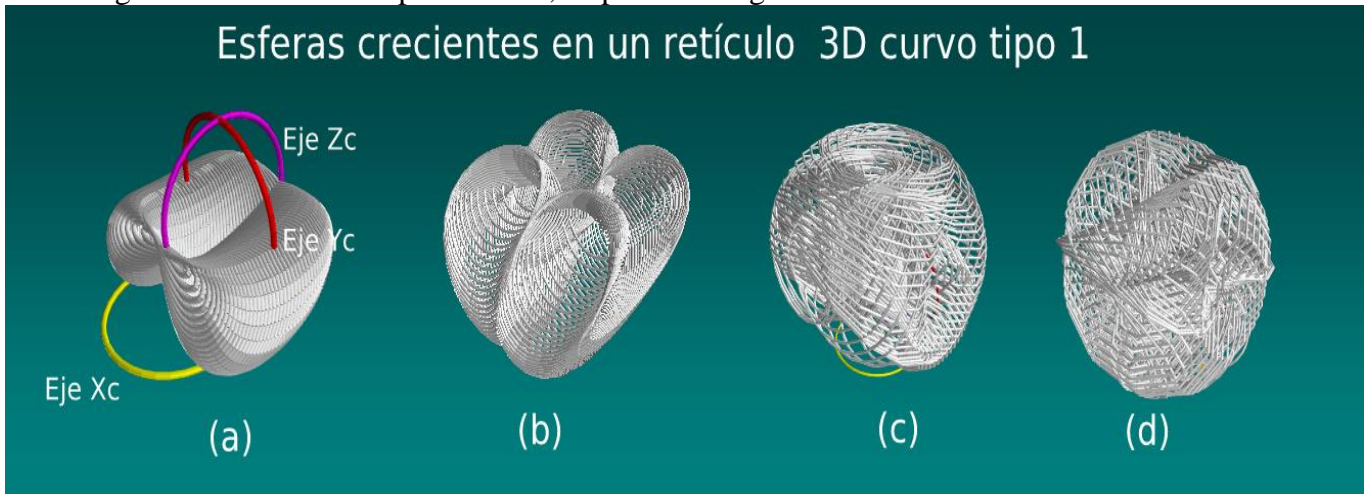 Esferas crecientes en un retículo 3D curvo tipo 1
Eje Zc
Eje Yc
Eje Xc
(a)
(b)
(c)
(d)